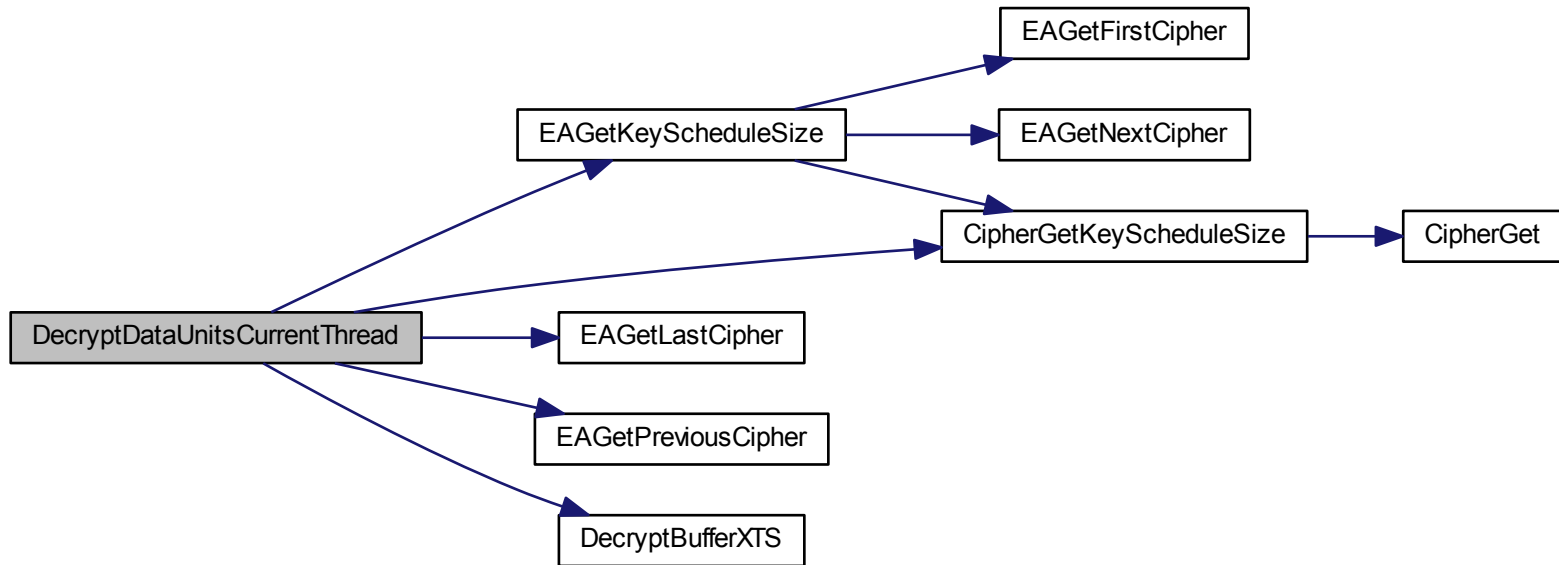 EAGetFirstCipher
EAGetKeyScheduleSize
EAGetNextCipher
CipherGetKeyScheduleSize
CipherGet
DecryptDataUnitsCurrentThread
EAGetLastCipher
EAGetPreviousCipher
DecryptBufferXTS